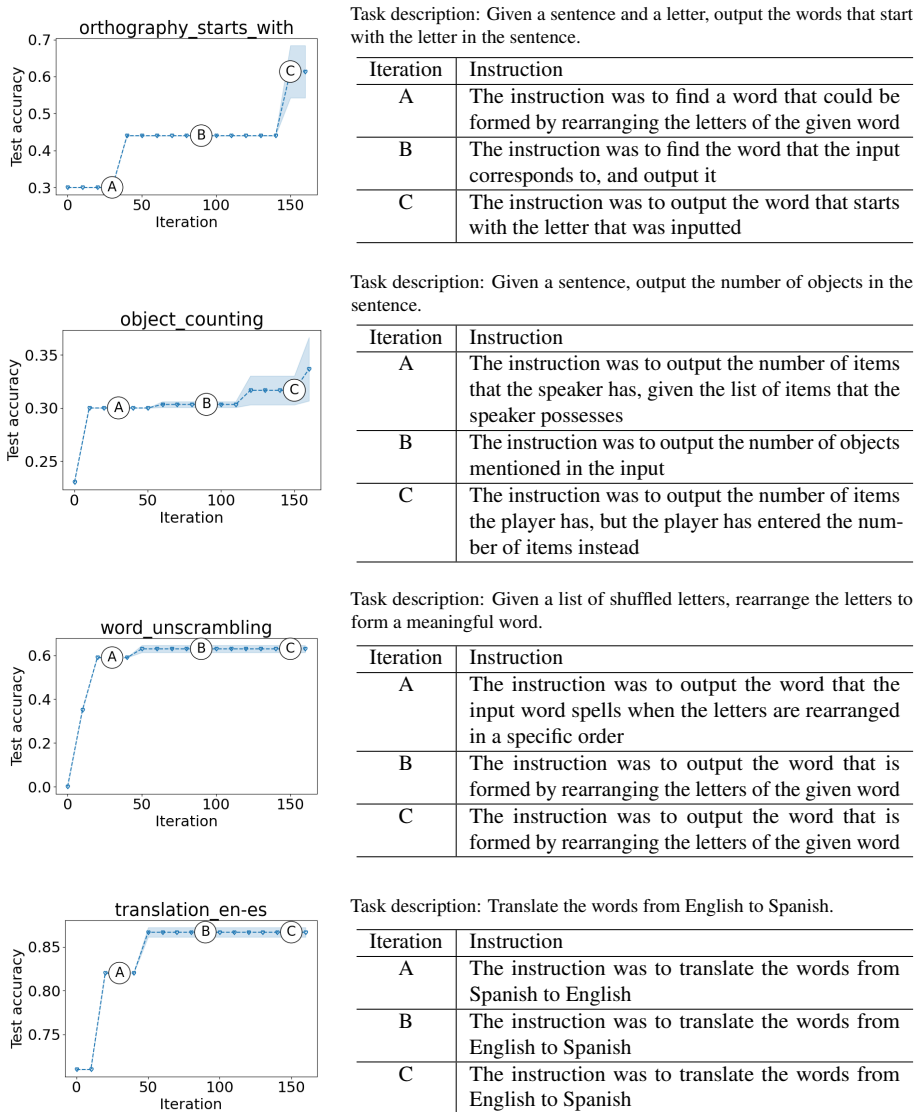 orthography_starts_with
0.7
0.6
0.5
0.4
0.3
Test accuracy
A
B
C
0
50
100
150
Iteration
Task description: Given a sentence and a letter, output the words that start
with the letter in the sentence.
Iteration Instruction
A The instruction was to find a word that could be
formed by rearranging the letters of the given word
B The instruction was to find the word that the input
corresponds to, and output it
C The instruction was to output the word that starts
with the letter that was inputted
object_counting
0.35
0.30
0.25
Test accuracy
A
B
C
0
50
100
150
Iteration
Task description: Given a sentence, output the number of objects in the
sentence.
Iteration Instruction
A The instruction was to output the number of items
that the speaker has, given the list of items that the
speaker possesses
B The instruction was to output the number of objects
mentioned in the input
C The instruction was to output the number of items
the player has, but the player has entered the num-
ber of items instead
word_unscrambling
0.6
0.4
0.2
0.0
Test accuracy
A
B
C
0
50
100
150
Iteration
Task description: Given a list of shuffled letters, rearrange the letters to
form a meaningful word.
Iteration Instruction
A The instruction was to output the word that the
input word spells when the letters are rearranged
in a specific order
B The instruction was to output the word that is
formed by rearranging the letters of the given word
C The instruction was to output the word that is
formed by rearranging the letters of the given word
translation_en-es
0.85
0.80
0.75
Test accuracy
A
B
C
0
50
100
150
Iteration
Task description: Translate the words from English to Spanish.
Iteration Instruction
A The instruction was to translate the words from
Spanish to English
B The instruction was to translate the words from
English to Spanish
C The instruction was to translate the words from
English to Spanish